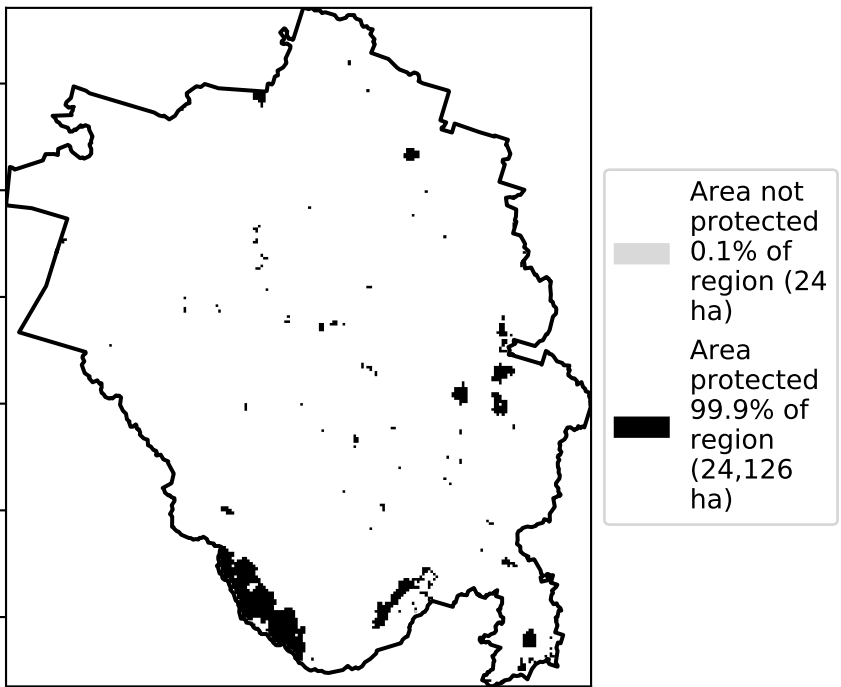 Area not
protected
0.1% of
region (24
ha)
Area
protected
99.9% of
region
(24,126
ha)